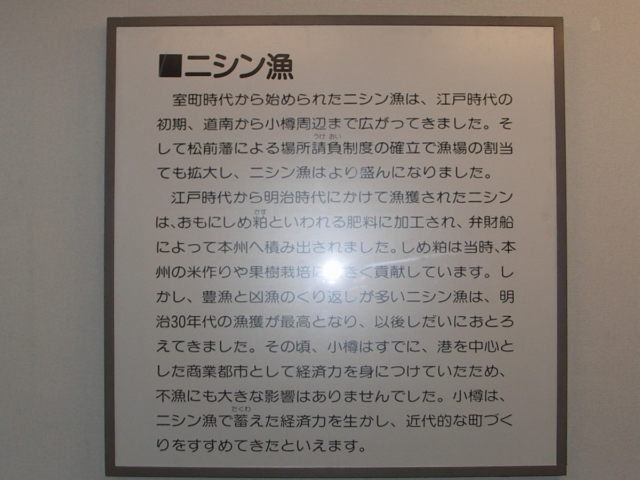 ■ニシン漁
室町時代から始められたニシン漁は、江戸時代の
初期、道南から小樽周辺まで広がってきました。そ
して松前藩による場所請負制度の確立で漁場の割当
ても拡大し、ニシン漁はより盛んになりました。
江戸時代から明治時代にかけて漁獲されたニシン
は、おもにしめ粕といわれる肥料に加工され、弁財船
によって本州へ積み出されました。しめ粕は当時、本
州の米作りや果樹栽培に きく貢献しています。し
かし、豊漁と凶漁のくり返しが多いニシン漁は、明
治30年代の漁獲が最高となり、以後しだいにおとろ
えてきました。その頃、小樽はすでに、港を中心と
した商業都市として経済力を身につけていたため、
不漁にも大きな影響はありませんでした。小樽は、
ニシン漁で蓄えた経済力を生かし、近代的な町づく
りをすすめてきたといえます。